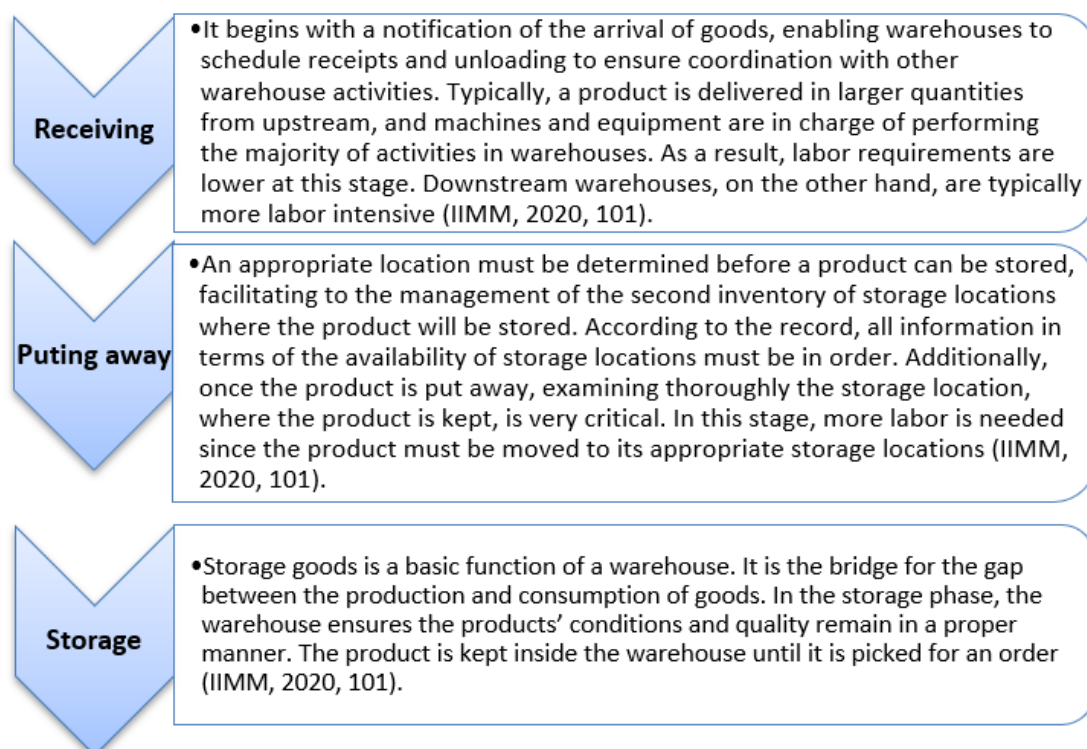 Receiving
•It begins with a notification of the arrival of goods, enabling warehouses to
schedule receipts and unloading to ensure coordination with other
warehouse activities. Typically, a product is delivered in larger quantities
from upstream, and machines and equipment are in charge of performing
the majority of activities in warehouses. As a result, labor requirements are
lower at this stage. Downstream warehouses, on the other hand, are typically
more labor intensive (IIMM, 2020, 101).
Puting away
•An appropriate location must be determined before a product can be stored,
facilitating to the management of the second inventory of storage locations
where the product will be stored. According to the record, all information in
terms of the availability of storage locations must be in order. Additionally,
once the product is put away, examining thoroughly the storage location,
where the product is kept, is very critical. In this stage, more labor is needed
since the product must be moved to its appropriate storage locations (IIMM,
2020, 101).
Storage
•Storage goods is a basic function of a warehouse. It is the bridge for the gap
between the production and consumption of goods. In the storage phase, the
warehouse ensures the products’ conditions and quality remain in a proper
manner. The product is kept inside the warehouse until it is picked for an order
(IIMM, 2020, 101).